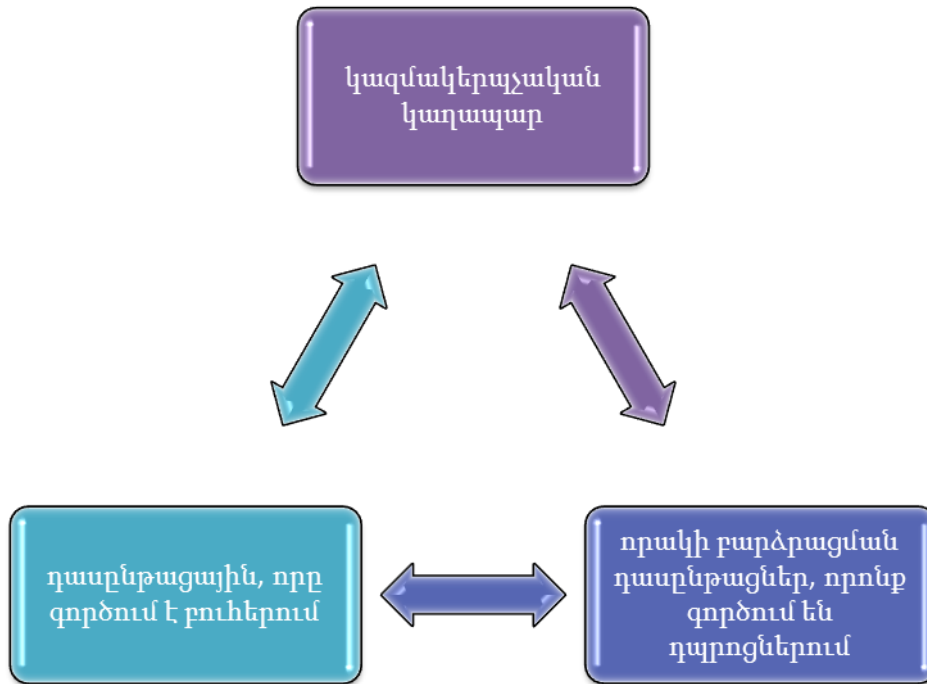 կազմակերպչական
կաղապար
դասընթացային, որը
գործում է բուհերում
որակի բարձրացման
դասընթացներ, որոնք
գործում են
դպրոցներում